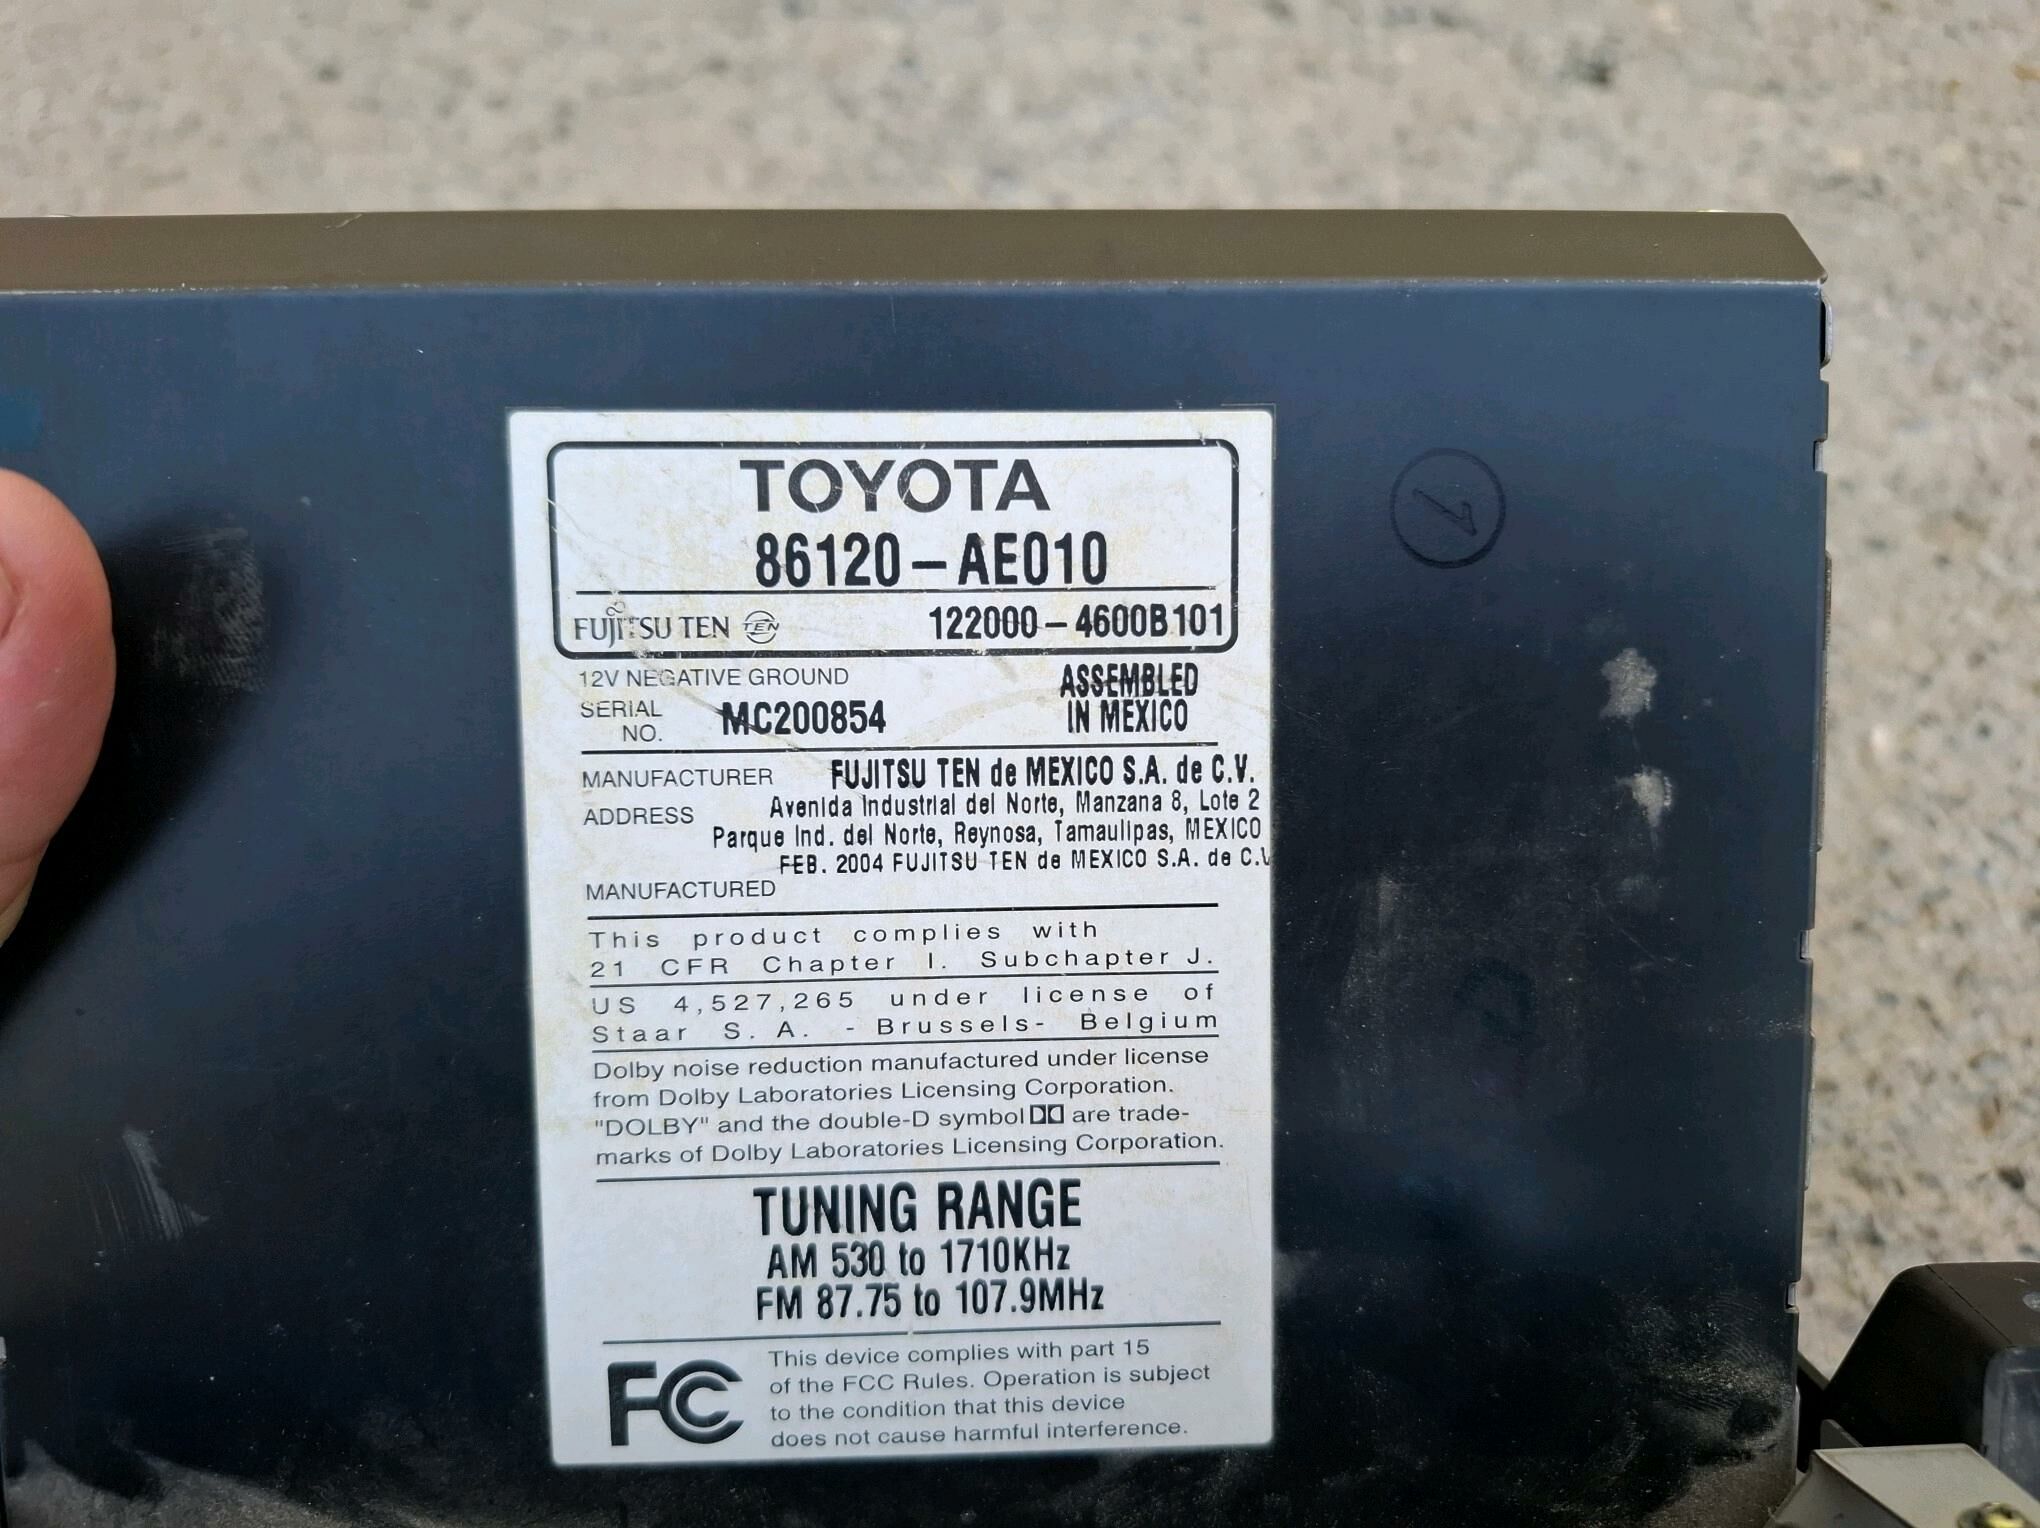 TOYOTA
86120-AE010
FUJITSU TEN TEN 122000-4600B101
12V NEGATIVE GROUND ASSEMBLED
SERIAL NO. MC200854 IN MEXICO
MANUFACTURER FUJITSU TEN de MEXICO S.A. de C.V.
ADDRESS Avenida Industrial del Norte, Manzana 8, Lote 2
Parque Ind. del Norte, Reynosa, Tamaulipas, MEXICO
FEB. 2004 FUJITSU TEN de MEXICO S.A. de C.V
MANUFACTURED
This product complies with
21 CFR Chapter I. Subchapter J.
US 4,527,265 under license of
Staar S. A. - Brussels- Belgium
Dolby noise reduction manufactured under license
from Dolby Laboratories Licensing Corporation.
"DOLBY" and the double-D symbol are trade-
marks of Dolby Laboratories Licensing Corporation.
TUNING RANGE
AM 530 to 1710KHz
FM 87.75 to 107.9MHz
FC This device complies with part 15
of the FCC Rules. Operation is subject
to the condition that this device
does not cause harmful interference.
1